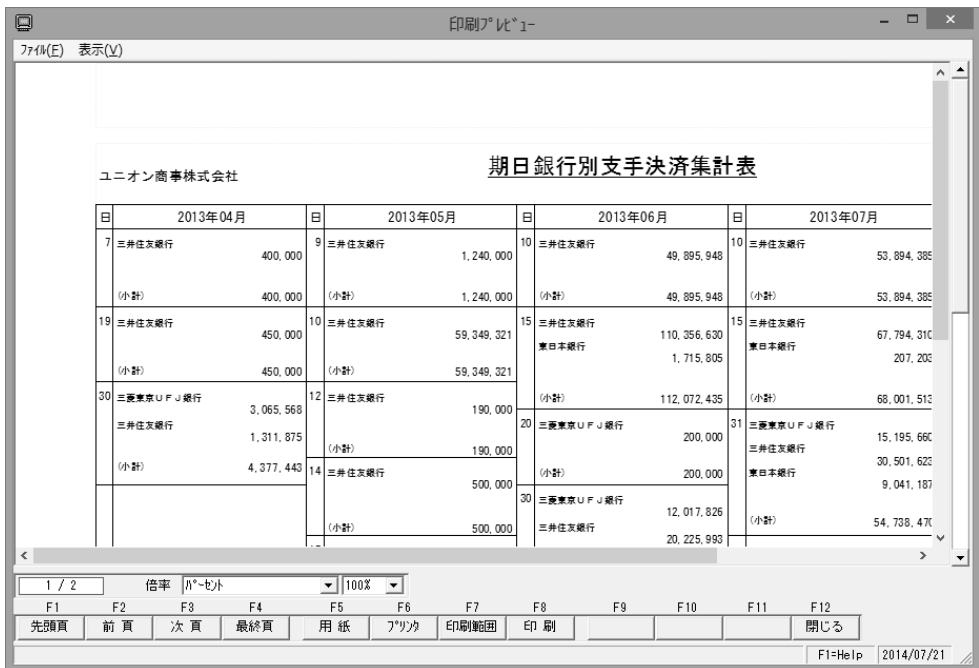 印刷ﾌﾟﾚﾋﾞｭｰ
ﾌｧｲﾙ(F) 表示(V)
期日銀行別支手決済集計表
ユニオン商事株式会社
日 2013年04月 日 2013年05月 日 2013年06月 日 2013年07月
7 三井住友銀行 9 三井住友銀行 10 三井住友銀行 10 三井住友銀行
400,000 1,240,000 49,895,948 53,894,385
(小計) 400,000 (小計) 1,240,000 (小計) 49,895,948 (小計) 53,894,385
19 三井住友銀行 10 三井住友銀行 15 三井住友銀行 15 三井住友銀行
450,000 59,349,321 110,356,630 67,794,310
東日本銀行 東日本銀行
1,715,805 207,203
(小計) 450,000 (小計) 59,349,321
30 三菱東京ＵＦＪ銀行 12 三井住友銀行 (小計) 112,072,435 (小計) 68,001,513
3,065,568 190,000
三井住友銀行 20 三菱東京ＵＦＪ銀行 31 三菱東京ＵＦＪ銀行
1,311,875 200,000 15,195,660
(小計) 190,000 三井住友銀行
30,501,623
(小計) 4,377,443 14 三井住友銀行 (小計) 200,000 東日本銀行
500,000 9,041,187
30 三菱東京ＵＦＪ銀行
12,017,826
(小計) 500,000 三井住友銀行 (小計) 54,738,470
20,225,993
1 / 2 倍率 ﾊﾟｰｾﾝﾄ 100%
F1 F2 F3 F4 F5 F6 F7 F8 F9 F10 F11 F12
先頭頁 前 頁 次 頁 最終頁 用 紙 ﾌﾟﾘﾝﾀ 印刷範囲 印 刷 閉じる
F1=Help 2014/07/21